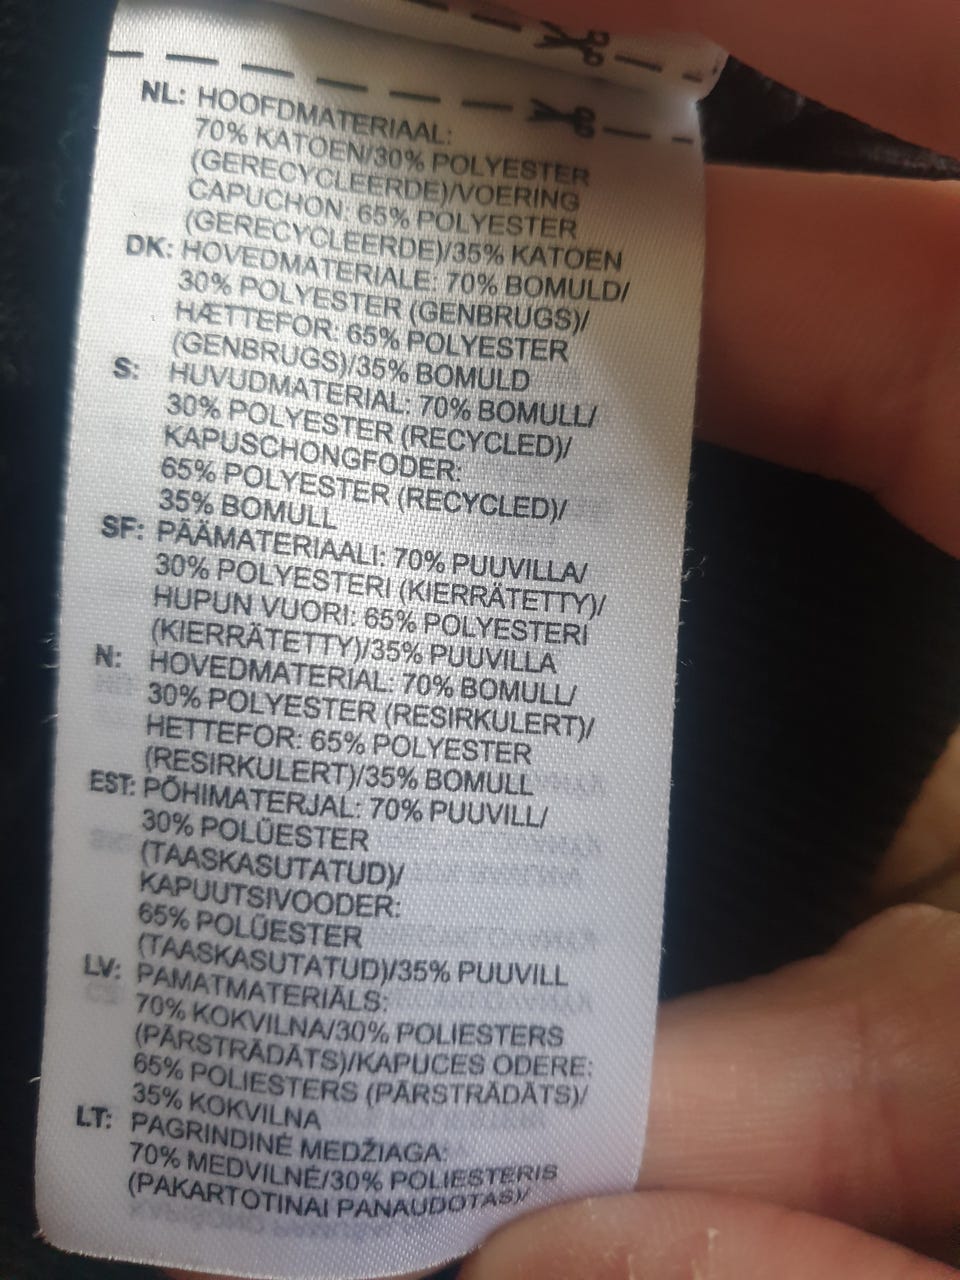 NL: HOOFDMATERIAAL:
70% KATOEN/30% POLYESTER
(GERECYCLEERDE)/VOERING
CAPUCHON: 65% POLYESTER
(GERECYCLEERDE)/35% KATOEN
DK: HOVEDMATERIALE: 70% BOMULD/
30% POLYESTER (GENBRUGS)/
HÆTTEFOR: 65% POLYESTER
(GENBRUGS)/35% BOMULD
S: HUVUDMATERIAL: 70% BOMULL/
30% POLYESTER (RECYCLED)/
KAPUSCHONGFODER:
65% POLYESTER (RECYCLED)/
35% BOMULL
SF: PÄÄMATERIAALI: 70% PUUVILLA/
30% POLYESTERI (KIERRÄTETTY)/
HUPUN VUORI: 65% POLYESTERI
(KIERRÄTETTY)/35% PUUVILLA
N: HOVEDMATERIAL: 70% BOMULL/
30% POLYESTER (RESIRKULERT)/
HETTEFOR: 65% POLYESTER
(RESIRKULERT)/35% BOMULL
EST: PÕHIMATERJAL: 70% PUUVILL/
30% POLÜESTER
(TAASKASUTATUD)/
KAPUUTSIVOODER:
65% POLÜESTER
(TAASKASUTATUD)/35% PUUVILL
LV: PAMATMATERIĀLS:
70% KOKVILNA/30% POLIESTERS
(PĀRSTRĀDĀTS)/KAPUCES ODERE:
65% POLIESTERS (PĀRSTRĀDĀTS)/
35% KOKVILNA
LT: PAGRINDINĖ MEDŽIAGA:
70% MEDVILNĖ/30% POLIESTERIS
(PAKARTOTINAI PANAUDOTAS)/